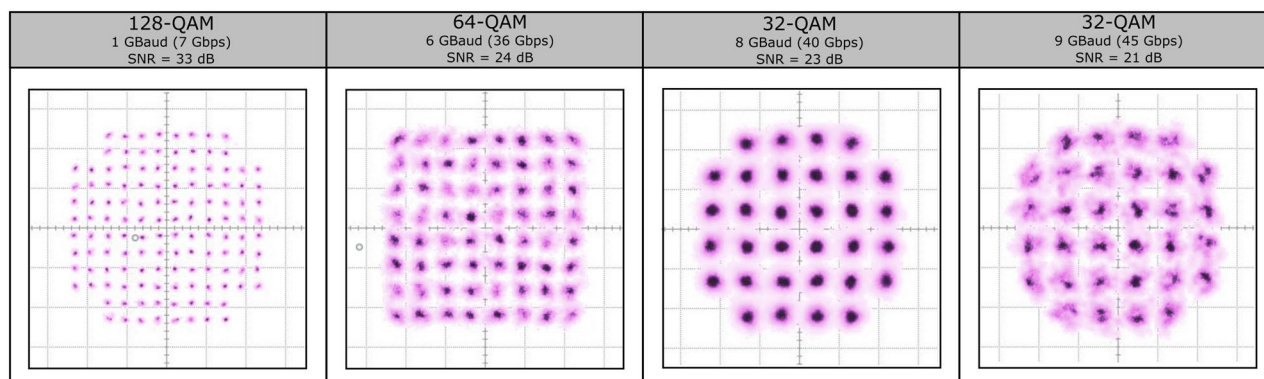 128-QAM
1 GBaud (7 Gbps)
SNR = 33 dB
64-QAM
6 GBaud (36 Gbps)
SNR = 24 dB
32-QAM
8 GBaud (40 Gbps)
SNR = 23 dB
32-QAM
9 GBaud (45 Gbps)
SNR = 21 dB